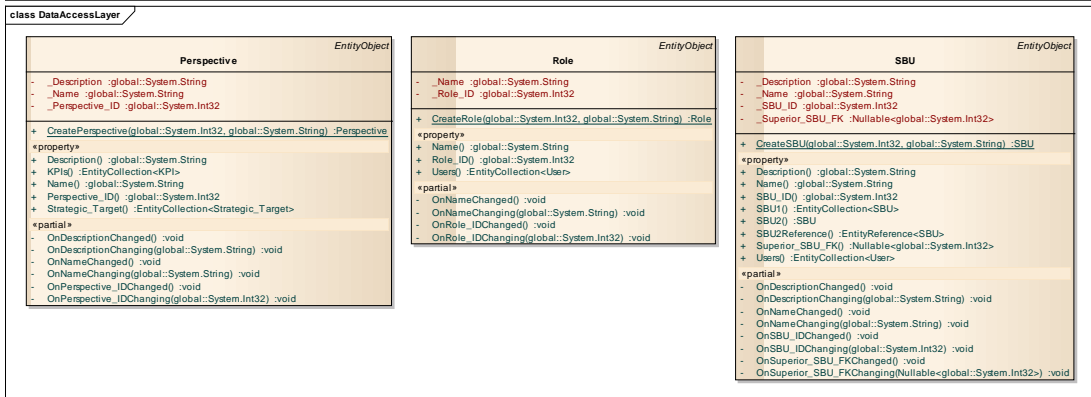 class DataAccessLayer
EntityObject
Perspective
- _Description :global::System.String
- _Name :global::System.String
- _Perspective_ID :global::System.Int32
+ CreatePerspective(global::System.Int32, global::System.String) :Perspective
«property»
+ Description() :global::System.String
+ KPIs() :EntityCollection<KPI>
+ Name() :global::System.String
+ Perspective_ID() :global::System.Int32
+ Strategic_Target() :EntityCollection<Strategic_Target>
«partial»
- OnDescriptionChanged() :void
- OnDescriptionChanging(global::System.String) :void
- OnNameChanged() :void
- OnNameChanging(global::System.String) :void
- OnPerspective_IDChanged() :void
- OnPerspective_IDChanging(global::System.Int32) :void
EntityObject
Role
- _Name :global::System.String
- _Role_ID :global::System.Int32
+ CreateRole(global::System.Int32, global::System.String) :Role
«property»
+ Name() :global::System.String
+ Role_ID() :global::System.Int32
+ Users() :EntityCollection<User>
«partial»
- OnNameChanged() :void
- OnNameChanging(global::System.String) :void
- OnRole_IDChanged() :void
- OnRole_IDChanging(global::System.Int32) :void
EntityObject
SBU
- _Description :global::System.String
- _Name :global::System.String
- _SBU_ID :global::System.Int32
- _Superior_SBU_FK :Nullable<global::System.Int32>
+ CreateSBU(global::System.Int32, global::System.String) :SBU
«property»
+ Description() :global::System.String
+ Name() :global::System.String
+ SBU_ID() :global::System.Int32
+ SBU1() :EntityCollection<SBU>
+ SBU2() :SBU
+ SBU2Reference() :EntityReference<SBU>
+ Superior_SBU_FK() :Nullable<global::System.Int32>
+ Users() :EntityCollection<User>
«partial»
- OnDescriptionChanged() :void
- OnDescriptionChanging(global::System.String) :void
- OnNameChanged() :void
- OnNameChanging(global::System.String) :void
- OnSBU_IDChanged() :void
- OnSBU_IDChanging(global::System.Int32) :void
- OnSuperior_SBU_FKChanged() :void
- OnSuperior_SBU_FKChanging(Nullable<global::System.Int32>) :void